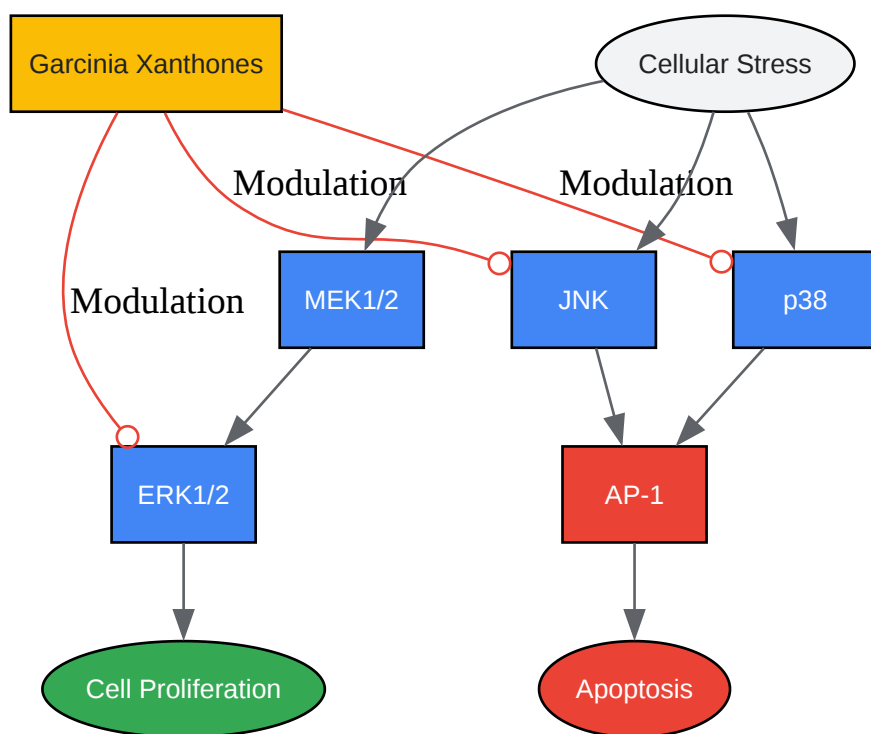 Garcinia Xanthones
Cellular Stress
Modulation
Modulation
Modulation
MEK1/2
JNK
p38
ERK1/2
AP-1
Cell Proliferation
Apoptosis